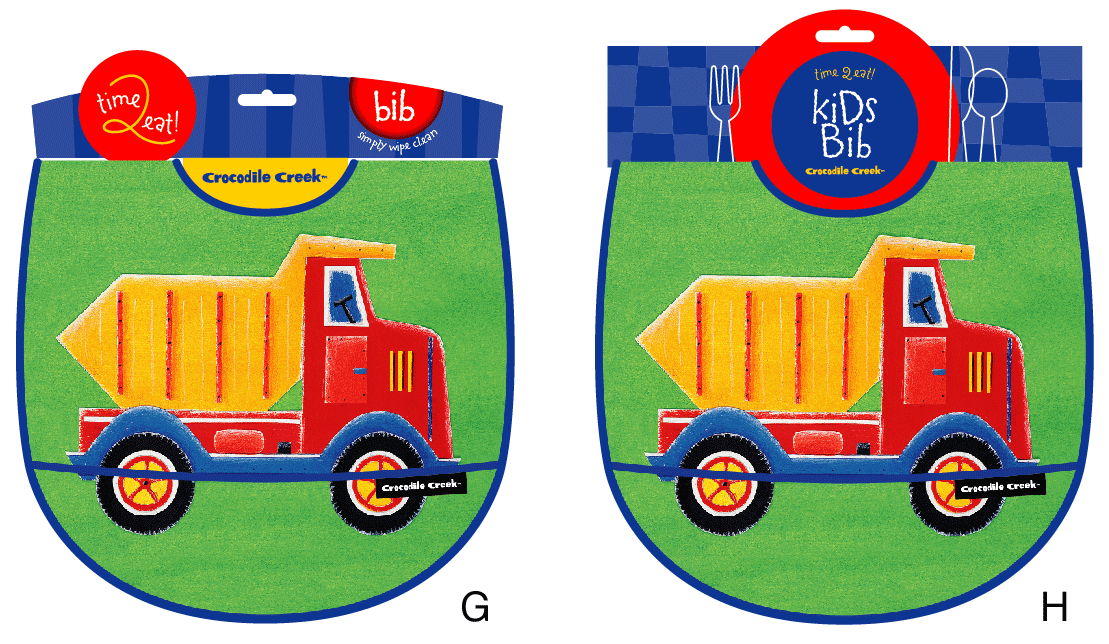 time
2
eat!
bib
simply wipe clean
Crocodile Creek™
Crocodile Creek™
G
time 2 eat!
kiDs
Bib
Crocodile Creek™
Crocodile Creek™
H